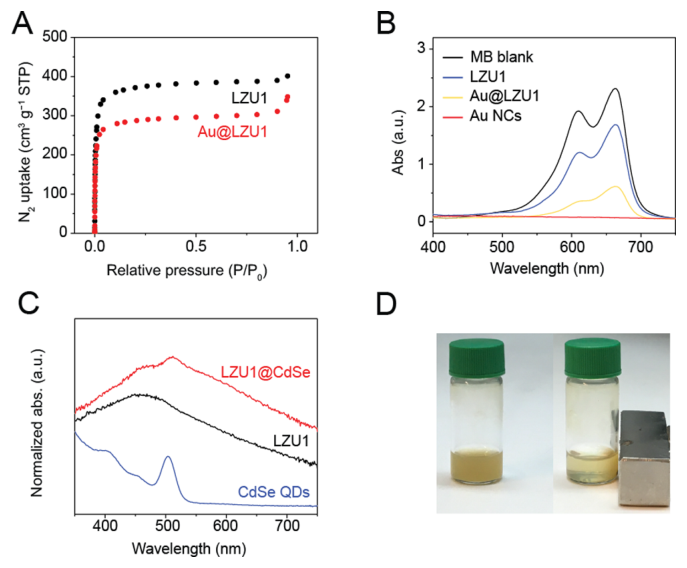 A
N₂ uptake (cm³ g⁻¹ STP)
500
400
300
200
100
0
LZU1
Au@LZU1
0.0
0.5
1.0
Relative pressure (P/P₀)
B
Abs (a.u.)
3
2
1
0
MB blank
LZU1
Au@LZU1
Au NCs
400
500
600
700
Wavelength (nm)
C
Normalized abs. (a.u.)
LZU1@CdSe
LZU1
CdSe QDs
400
500
600
700
Wavelength (nm)
D